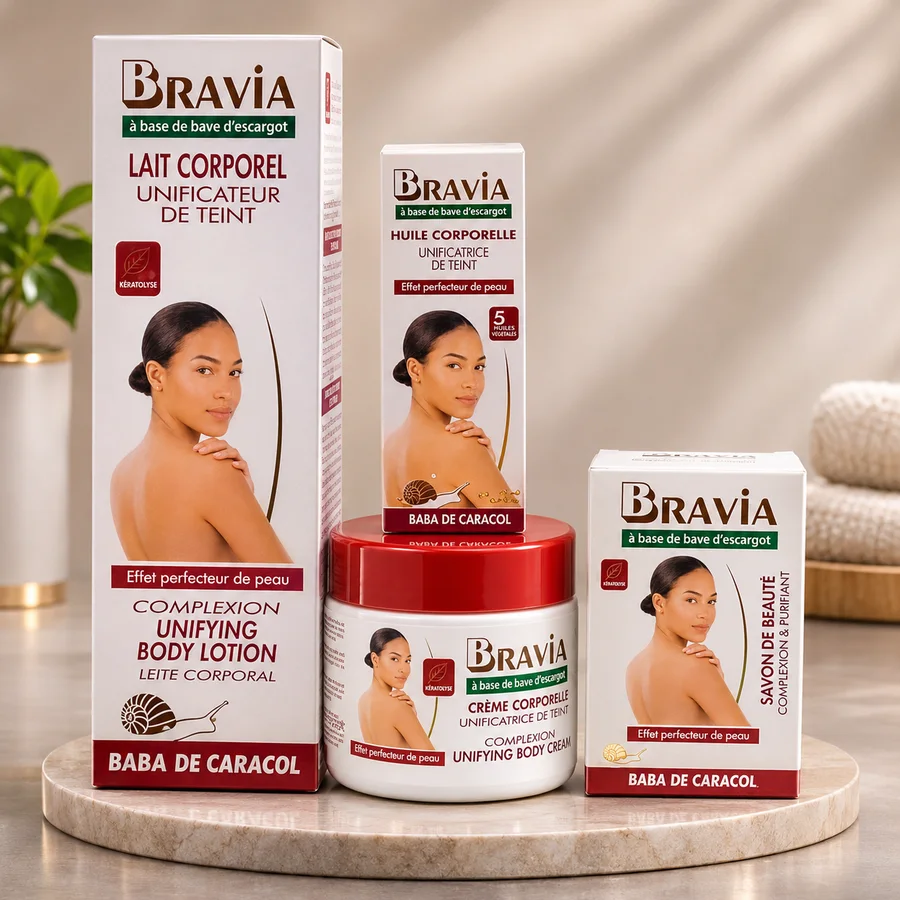 BRAVIA
à base de bave d'escargot
LAIT CORPOREL
UNIFICATEUR
DE TEINT
KÉRATOLYSE
Effet perfecteur de peau
COMPLEXION
UNIFYING
BODY LOTION
LEITE CORPORAL
BABA DE CARACOL
BRAVIA
à base de bave d'escargot
HUILE CORPORELLE
UNIFICATRICE
DE TEINT
Effet perfecteur de peau
5
HUILES
VÉGÉTALES
BABA DE CARACOL
BABA DE CARACOL
BRAVIA
à base de bave d'escargot
KÉRATOLYSE
CRÈME CORPORELLE
UNIFICATRICE DE TEINT
COMPLEXION
UNIFYING BODY CREAM
Effet perfecteur de peau
BRAVIA
BRAVIA
à base de bave d'escargot
KÉRATOLYSE
SAVON DE BEAUTÉ
COMPLEXION & PURIFIANT
Effet perfecteur de peau
BABA DE CARACOL